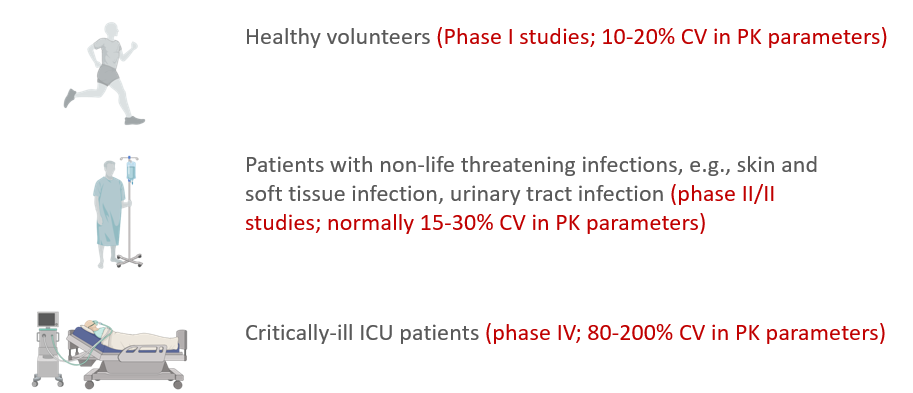 Healthy volunteers (Phase I studies; 10-20% CV in PK parameters)
Patients with non-life threatening infections, e.g., skin and
soft tissue infection, urinary tract infection (phase II/II
studies; normally 15-30% CV in PK parameters)
Critically-ill ICU patients (phase IV; 80-200% CV in PK parameters)